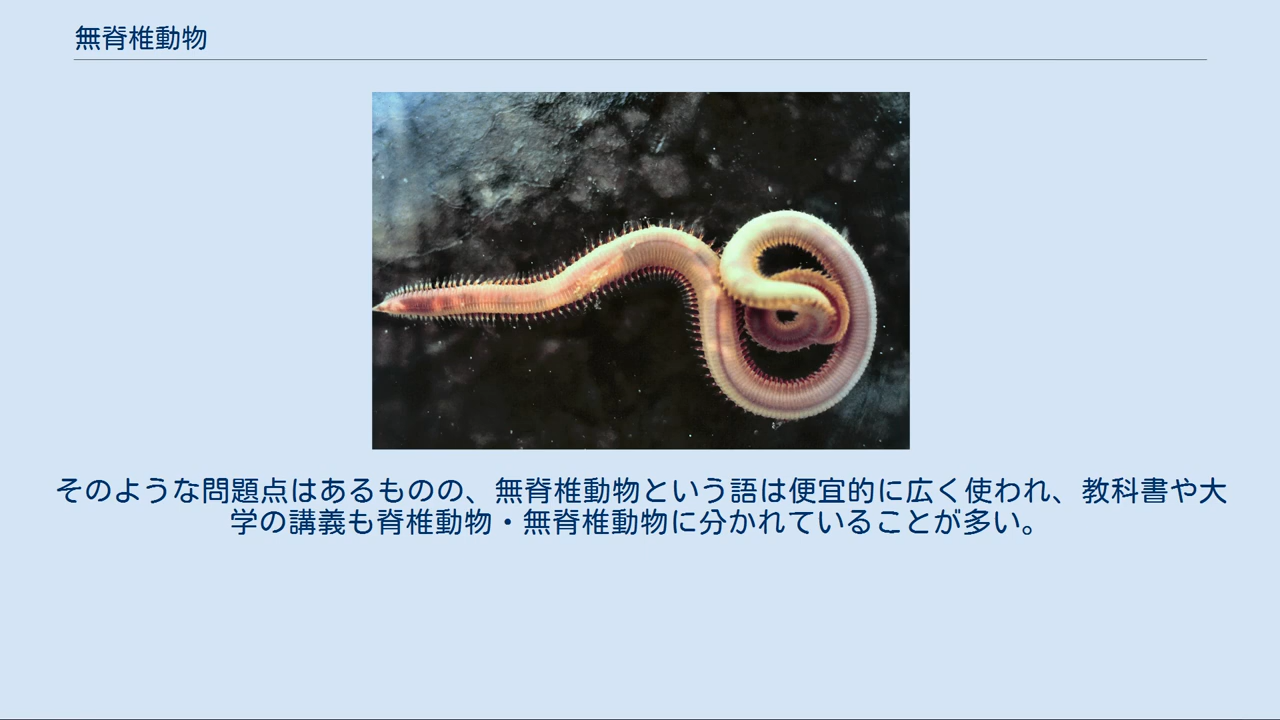 無脊椎動物
そのような問題点はあるものの、無脊椎動物という語は便宜的に広く使われ、教科書や大
学の講義も脊椎動物・無脊椎動物に分かれていることが多い。